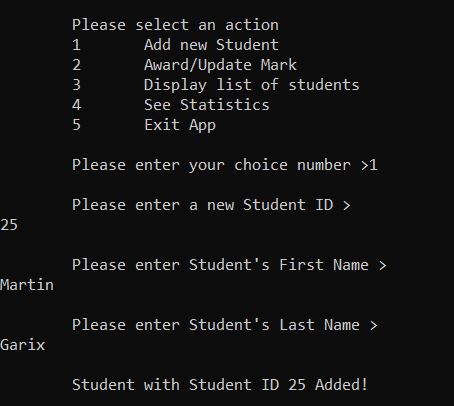 Please select an action
1 Add new Student
2 Award/Update Mark
3 Display list of students
4 See Statistics
5 Exit App
Please enter your choice number >1
Please enter a new Student ID >
25
Please enter Student's First Name >
Martin
Please enter Student's Last Name >
Garix
Student with Student ID 25 Added!